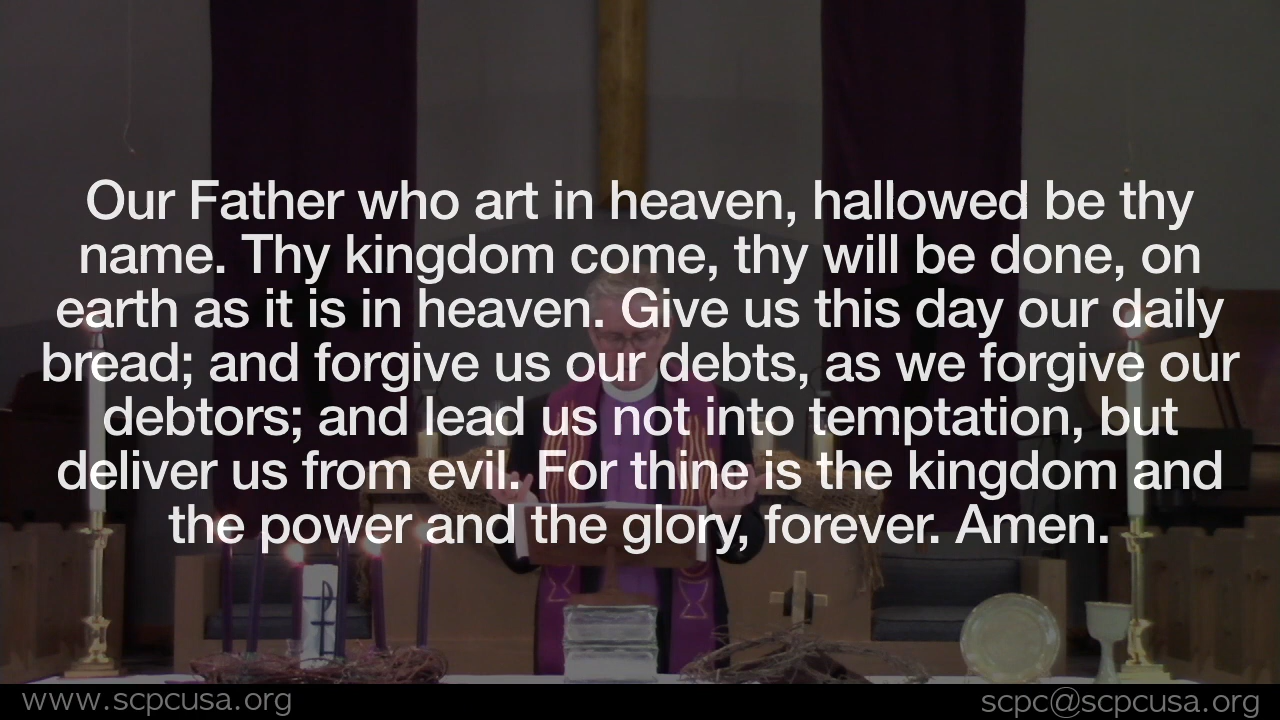 Our Father who art in heaven, hallowed be thy
name. Thy kingdom come, thy will be done, on
earth as it is in heaven. Give us this day our daily
bread; and forgive us our debts, as we forgive our
debtors; and lead us not into temptation, but
deliver us from evil. For thine is the kingdom and
the power and the glory, forever. Amen.
www.scpcusa.org
scpc@scpcusa.org